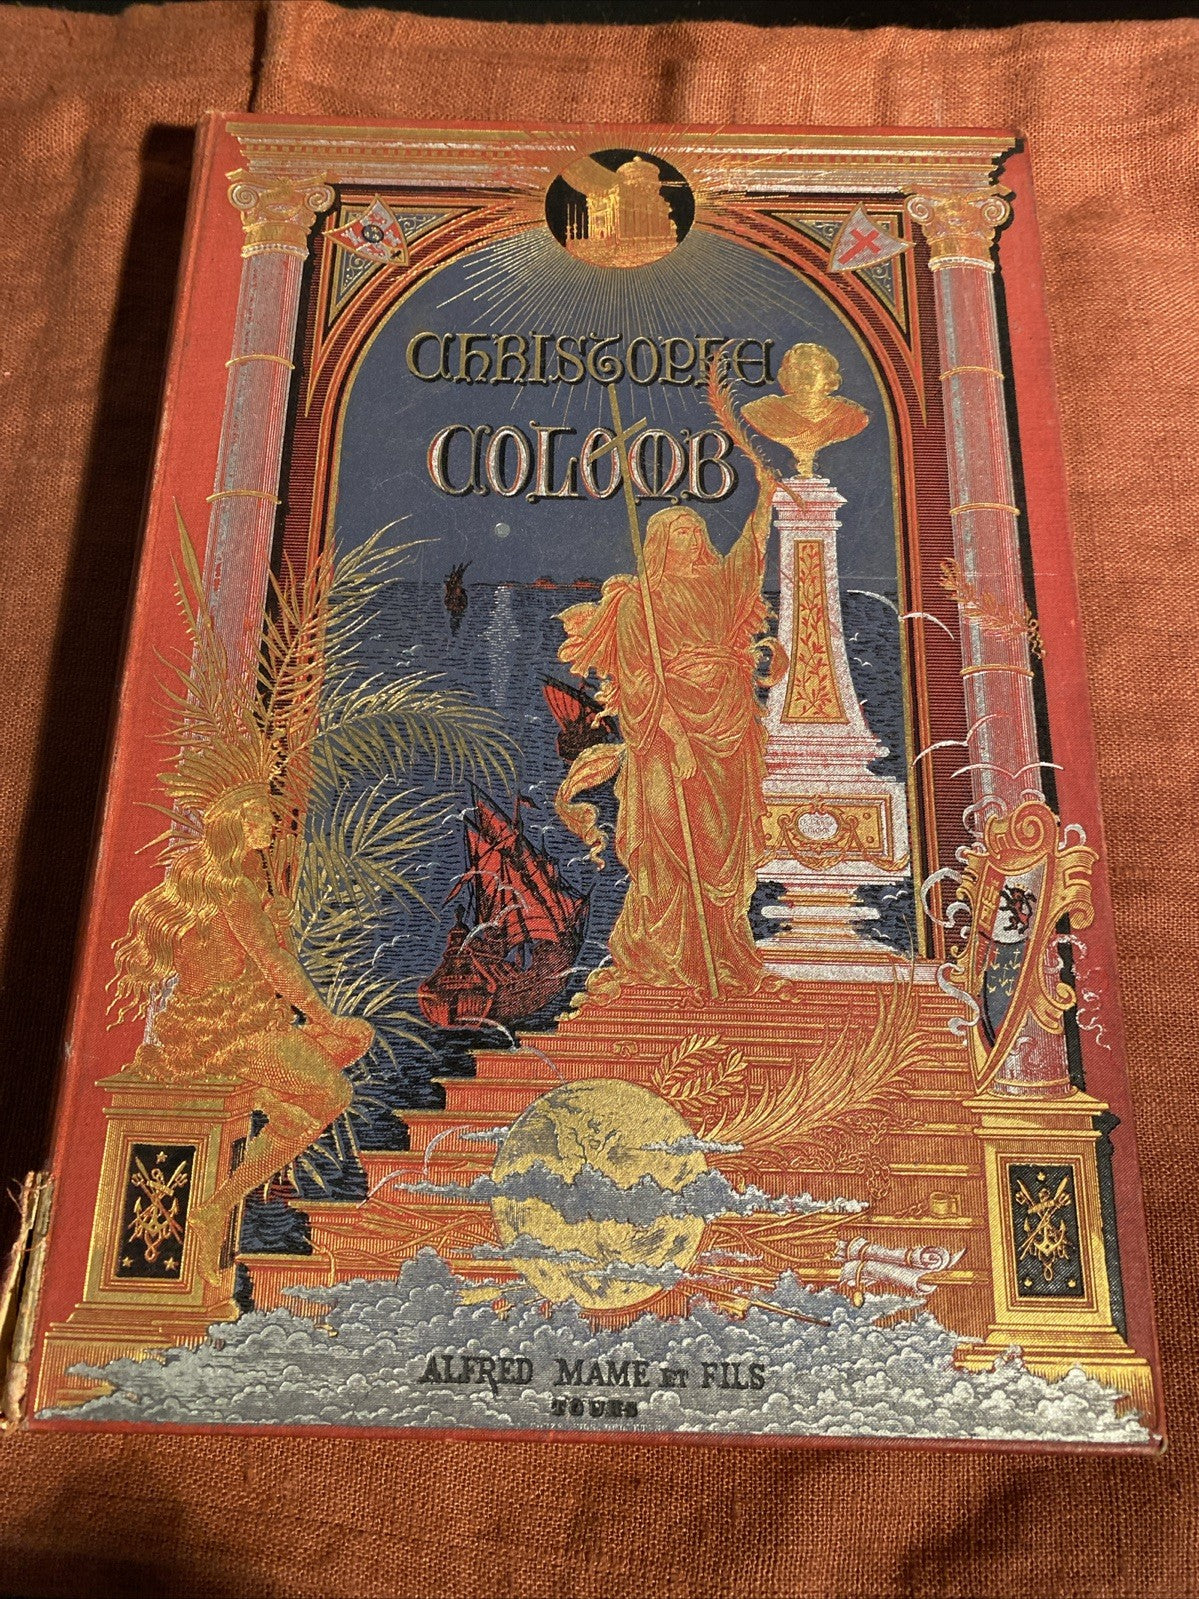 CHRISTOPHE
COLOMB
ALFRED MAME ET FILS
TOURS